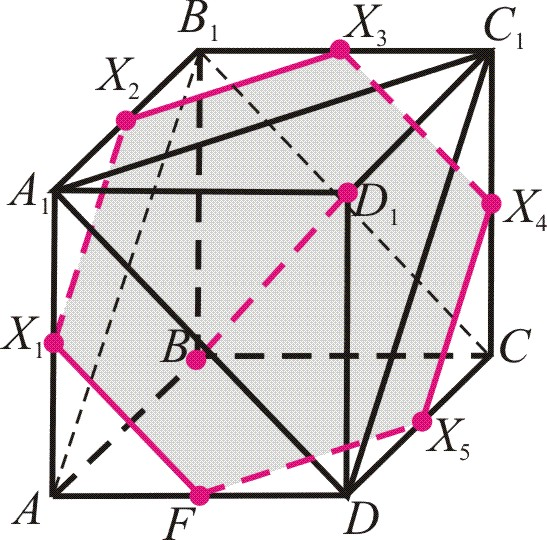 B₁ X₃ C₁
X₂
A₁ D₁ X₄
X₁ B C
X₅
A F D